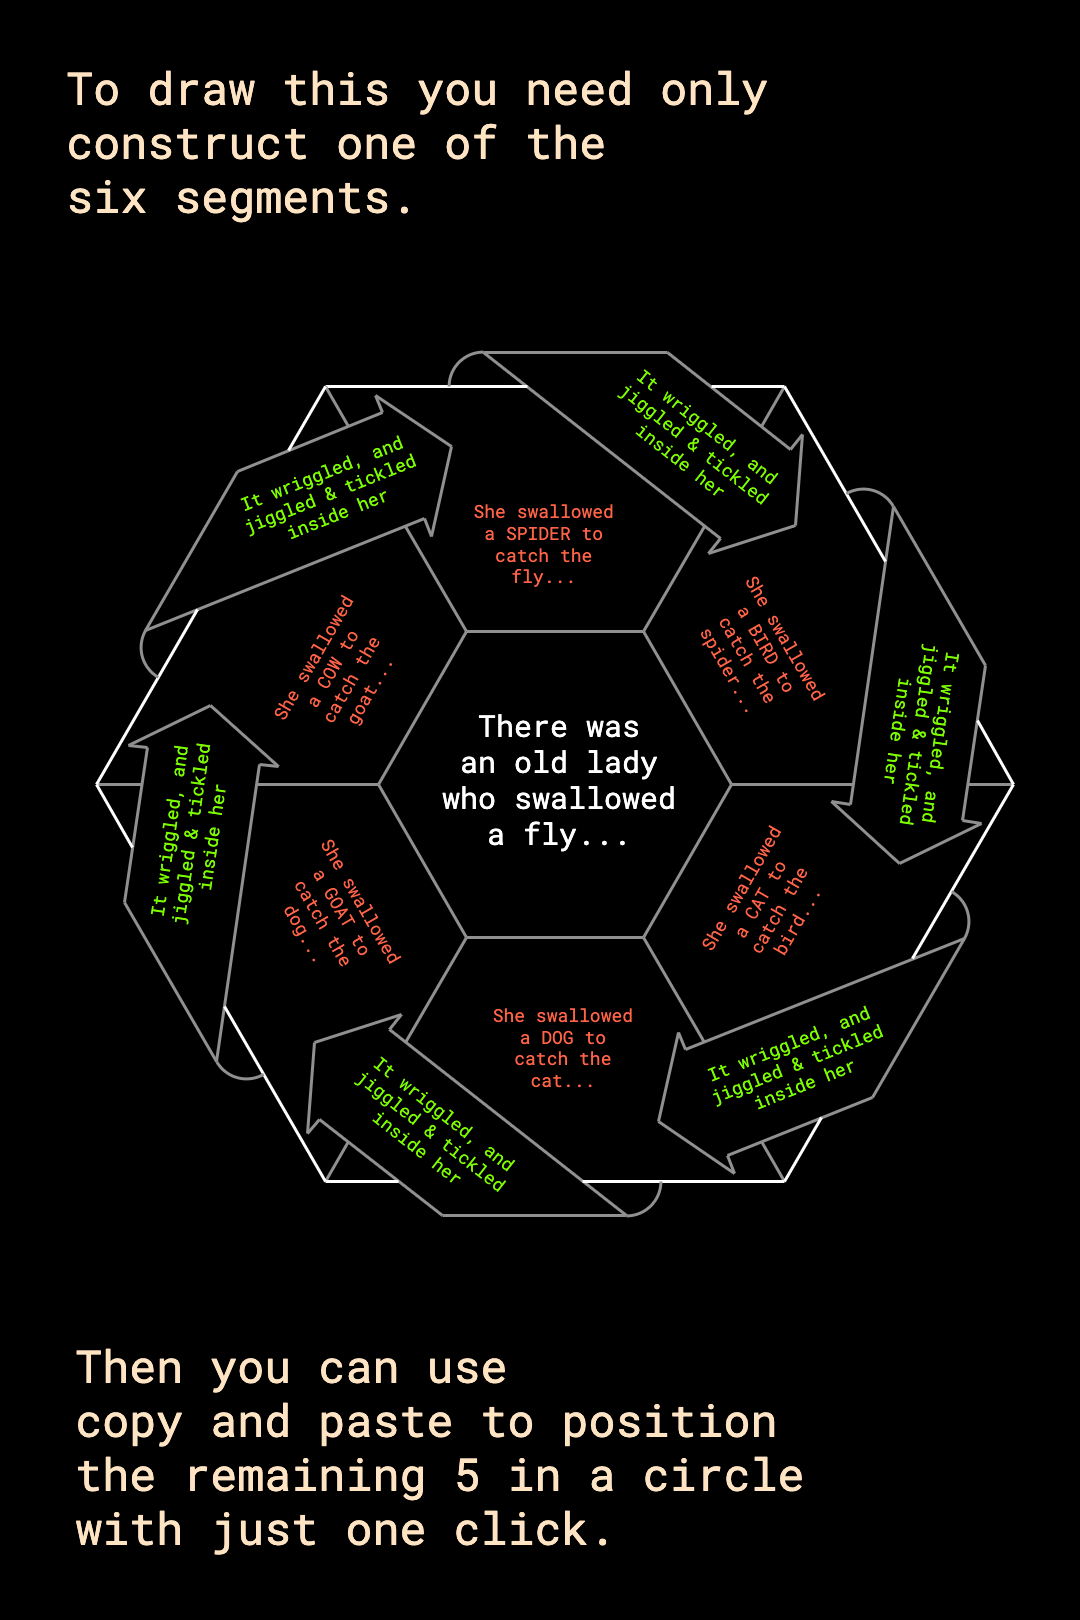 To draw this you need only
construct one of the
six segments.
It wriggled, and
jiggled & tickled
inside her
It wriggled, and
jiggled & tickled
inside her
She swallowed
a SPIDER to
catch the
fly...
She swallowed
a BIRD to
catch the
spider...
It wriggled, and
jiggled & tickled
inside her
She swallowed
a COW to
catch the
goat...
There was
an old lady
who swallowed
a fly...
It wriggled, and
jiggled & tickled
inside her
She swallowed
a GOAT to
catch the
dog...
She swallowed
a CAT to
catch the
bird...
She swallowed
a DOG to
catch the
cat...
It wriggled, and
jiggled & tickled
inside her
It wriggled, and
jiggled & tickled
inside her
Then you can use
copy and paste to position
the remaining 5 in a circle
with just one click.